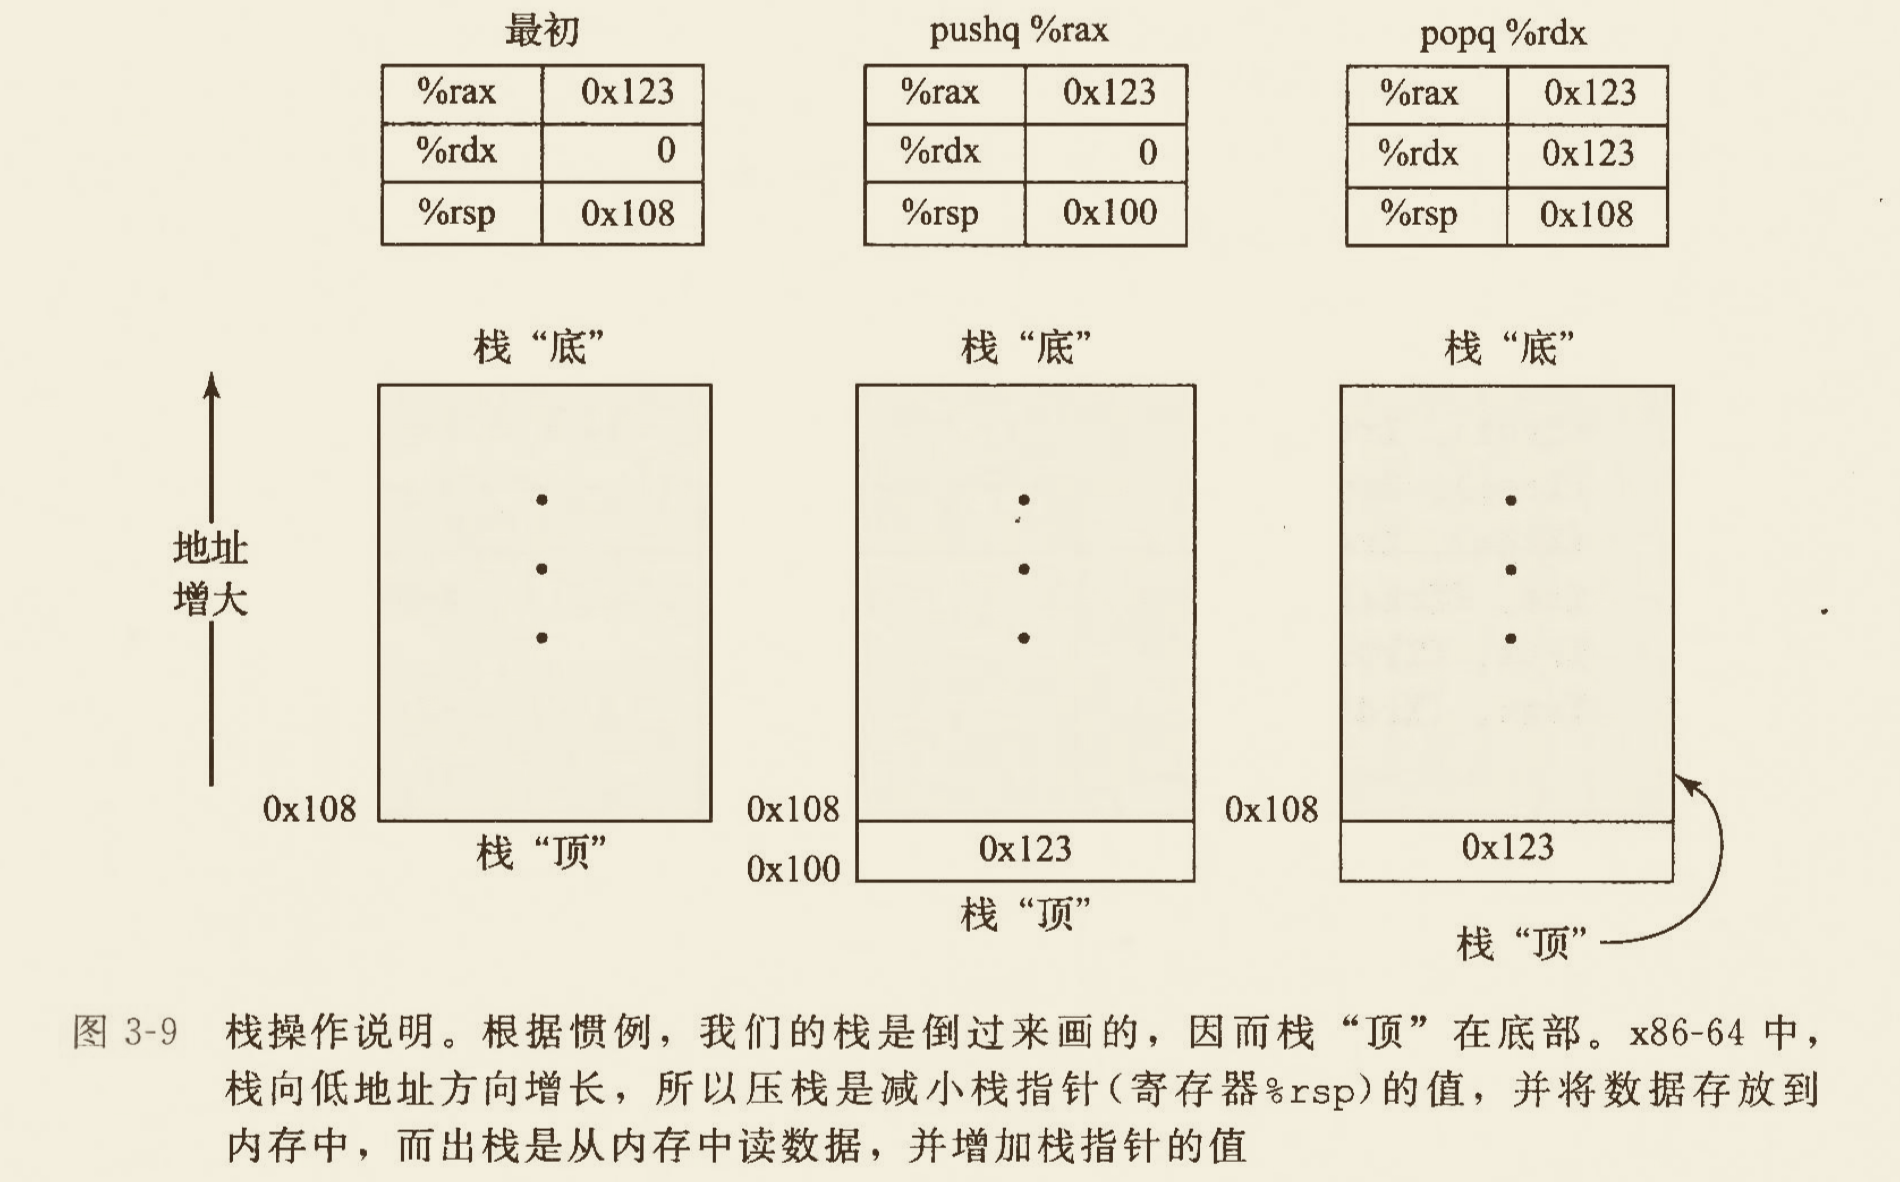 最初
pushq %rax
popq %rdx
%rax 0x123
%rdx 0
%rsp 0x108
%rax 0x123
%rdx 0
%rsp 0x100
%rax 0x123
%rdx 0x123
%rsp 0x108
栈“底”
栈“底”
栈“底”
地址
增大
0x108
栈“顶”
0x108
0x123
0x100
栈“顶”
0x108
0x123
栈“顶”
图 3-9 栈操作说明。根据惯例，我们的栈是倒过来画的，因而栈“顶”在底部。x86-64 中，
栈向低地址方向增长，所以压栈是减小栈指针(寄存器%rsp)的值，并将数据存放到
内存中，而出栈是从内存中读数据，并增加栈指针的值